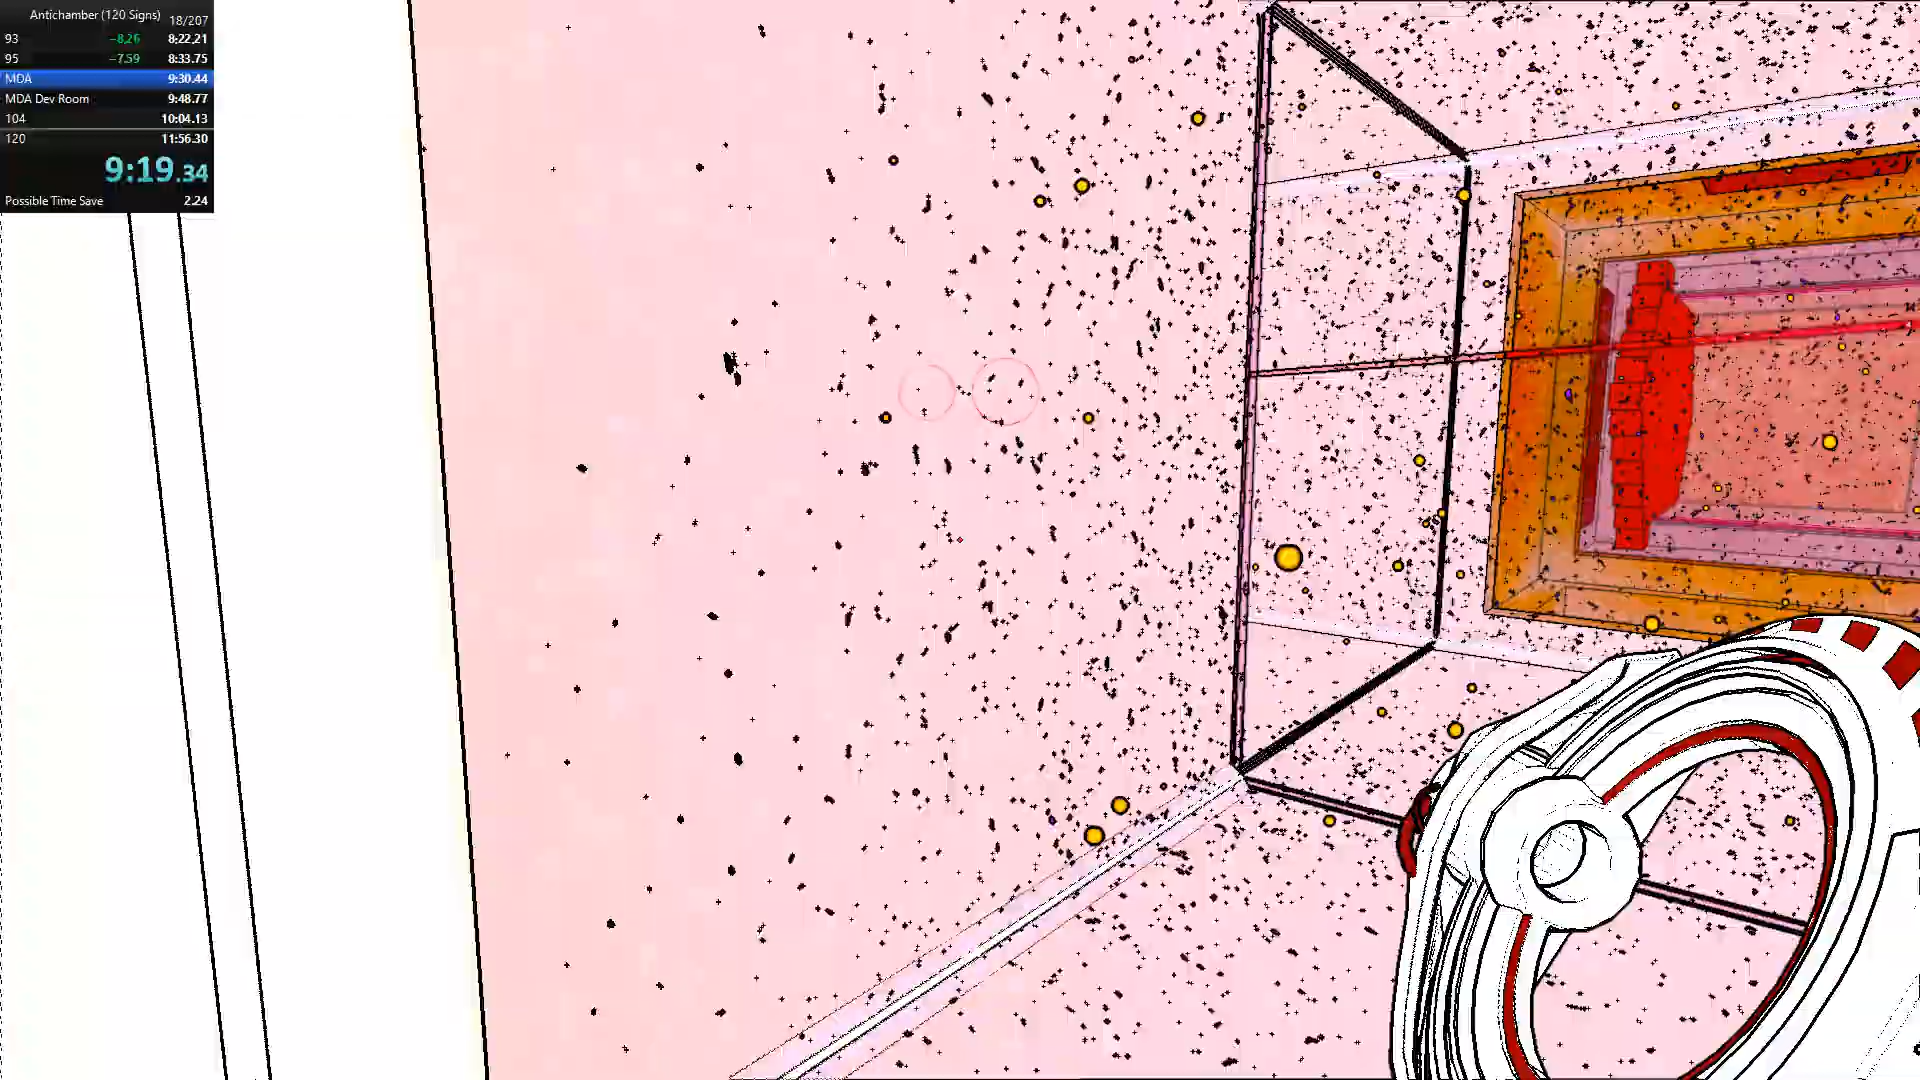 Antichamber (120 Signs) 18/207
93 -8.26 8:22.21
95 -7.59 8:33.75
MDA 9:30.44
MDA Dev Room 9:48.77
104 10:04.13
120 11:56.30
9:19.34
Possible Time Save 2.24